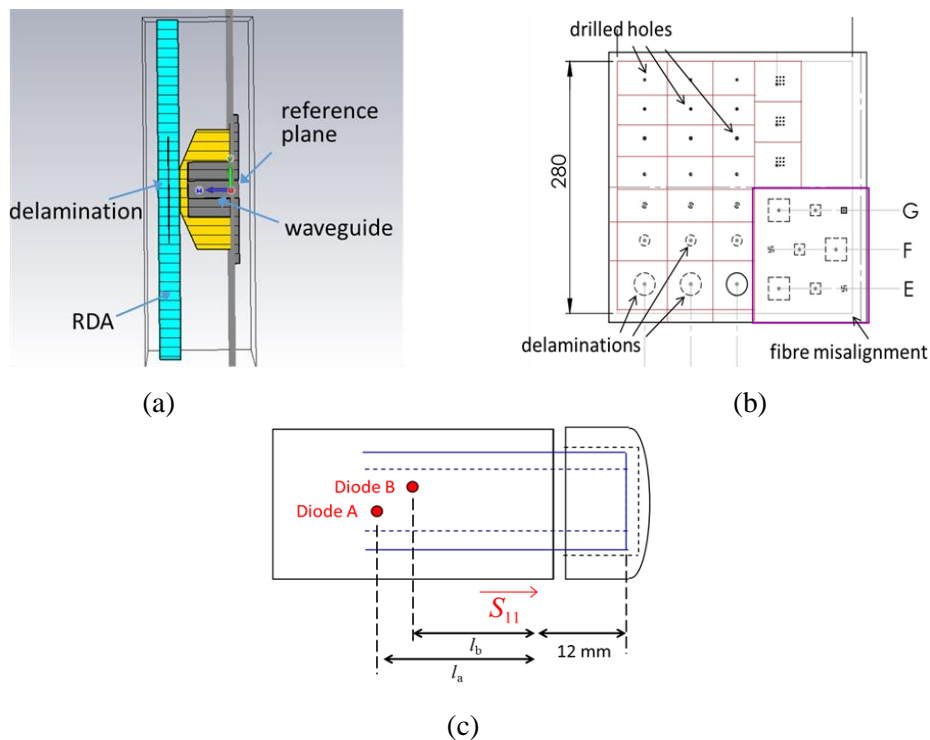 reference
plane
delamination
waveguide
RDA
(a)
drilled holes
280
G
F
E
delaminations
fibre misalignment
(b)
Diode B
Diode A
S11
lb
12 mm
la
(c)